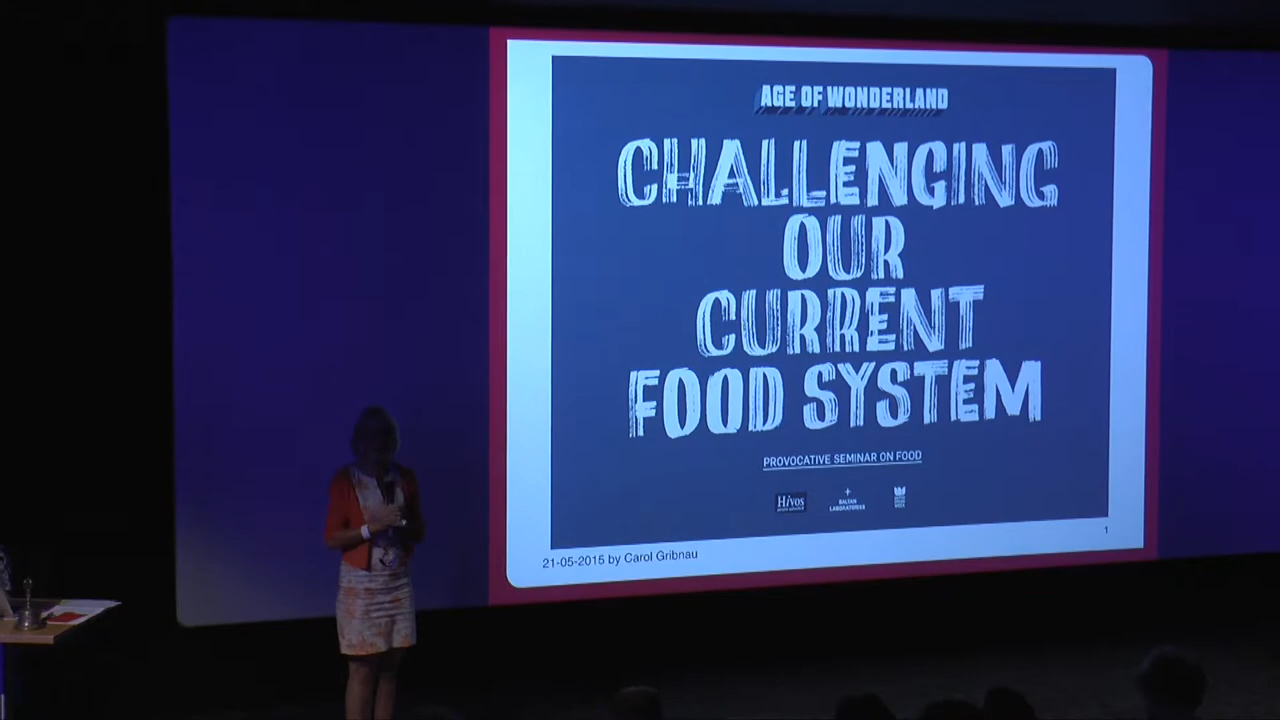 AGE OF WONDERLAND
CHALLENGING
OUR
CURRENT
FOOD SYSTEM
PROVOCATIVE SEMINAR ON FOOD
Hivos
BALTAN
LABORATORIES
21-05-2015 by Carol Gribnau
1